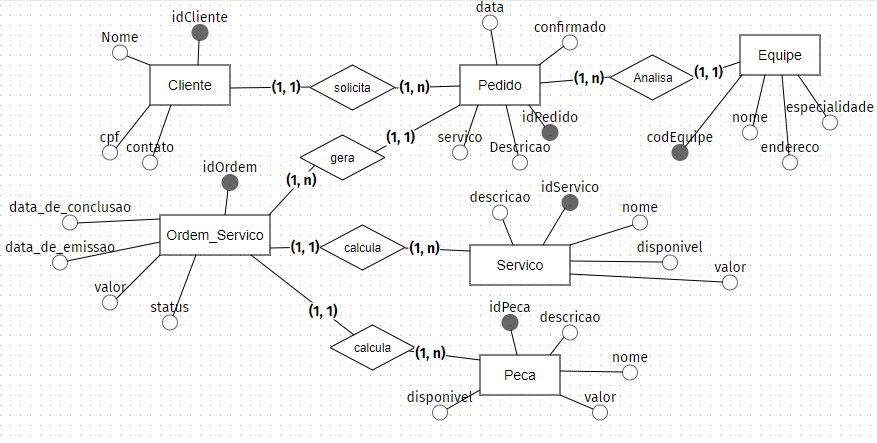 data
idCliente
confirmado
Nome
Equipe
Cliente
(1, 1)
solicita
(1, n)
Pedido
(1, n)
Analisa
(1, 1)
idPedido
nome
especialidade
cpf
contato
(1, 1)
servico
Descricao
codEquipe
endereco
gera
idOrdem
(1, n)
data_de_conclusao
descricao
idServico
nome
Ordem_Servico
data_de_emissao
(1, 1)
calcula
(1, n)
Servico
disponivel
valor
valor
status
(1, 1)
idPeca
descricao
calcula
(1, n)
nome
Peca
disponivel
valor